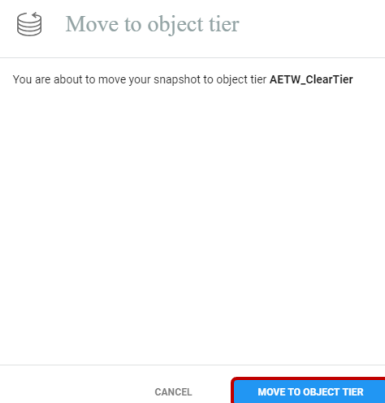 Move to object tier
You are about to move your snapshot to object tier AETW_ClearTier
CANCEL
MOVE TO OBJECT TIER